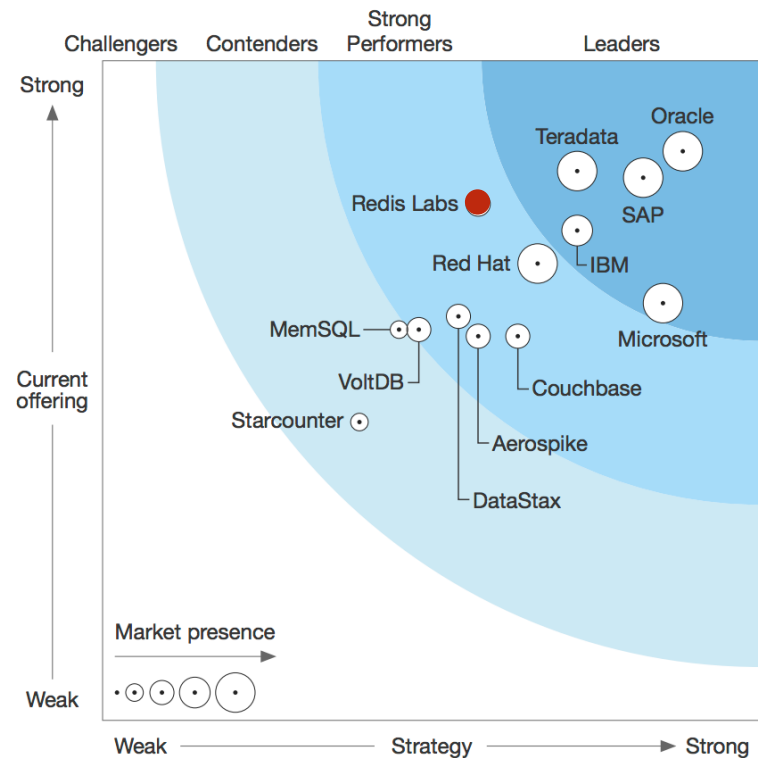 Challengers
Contenders
Strong
Performers
Leaders
Strong
Oracle
Teradata
Redis Labs
SAP
Red Hat
IBM
MemSQL
Microsoft
Current
offering
VoltDB
Couchbase
Starcounter
Aerospike
DataStax
Market presence
Weak
Weak
Strategy
Strong